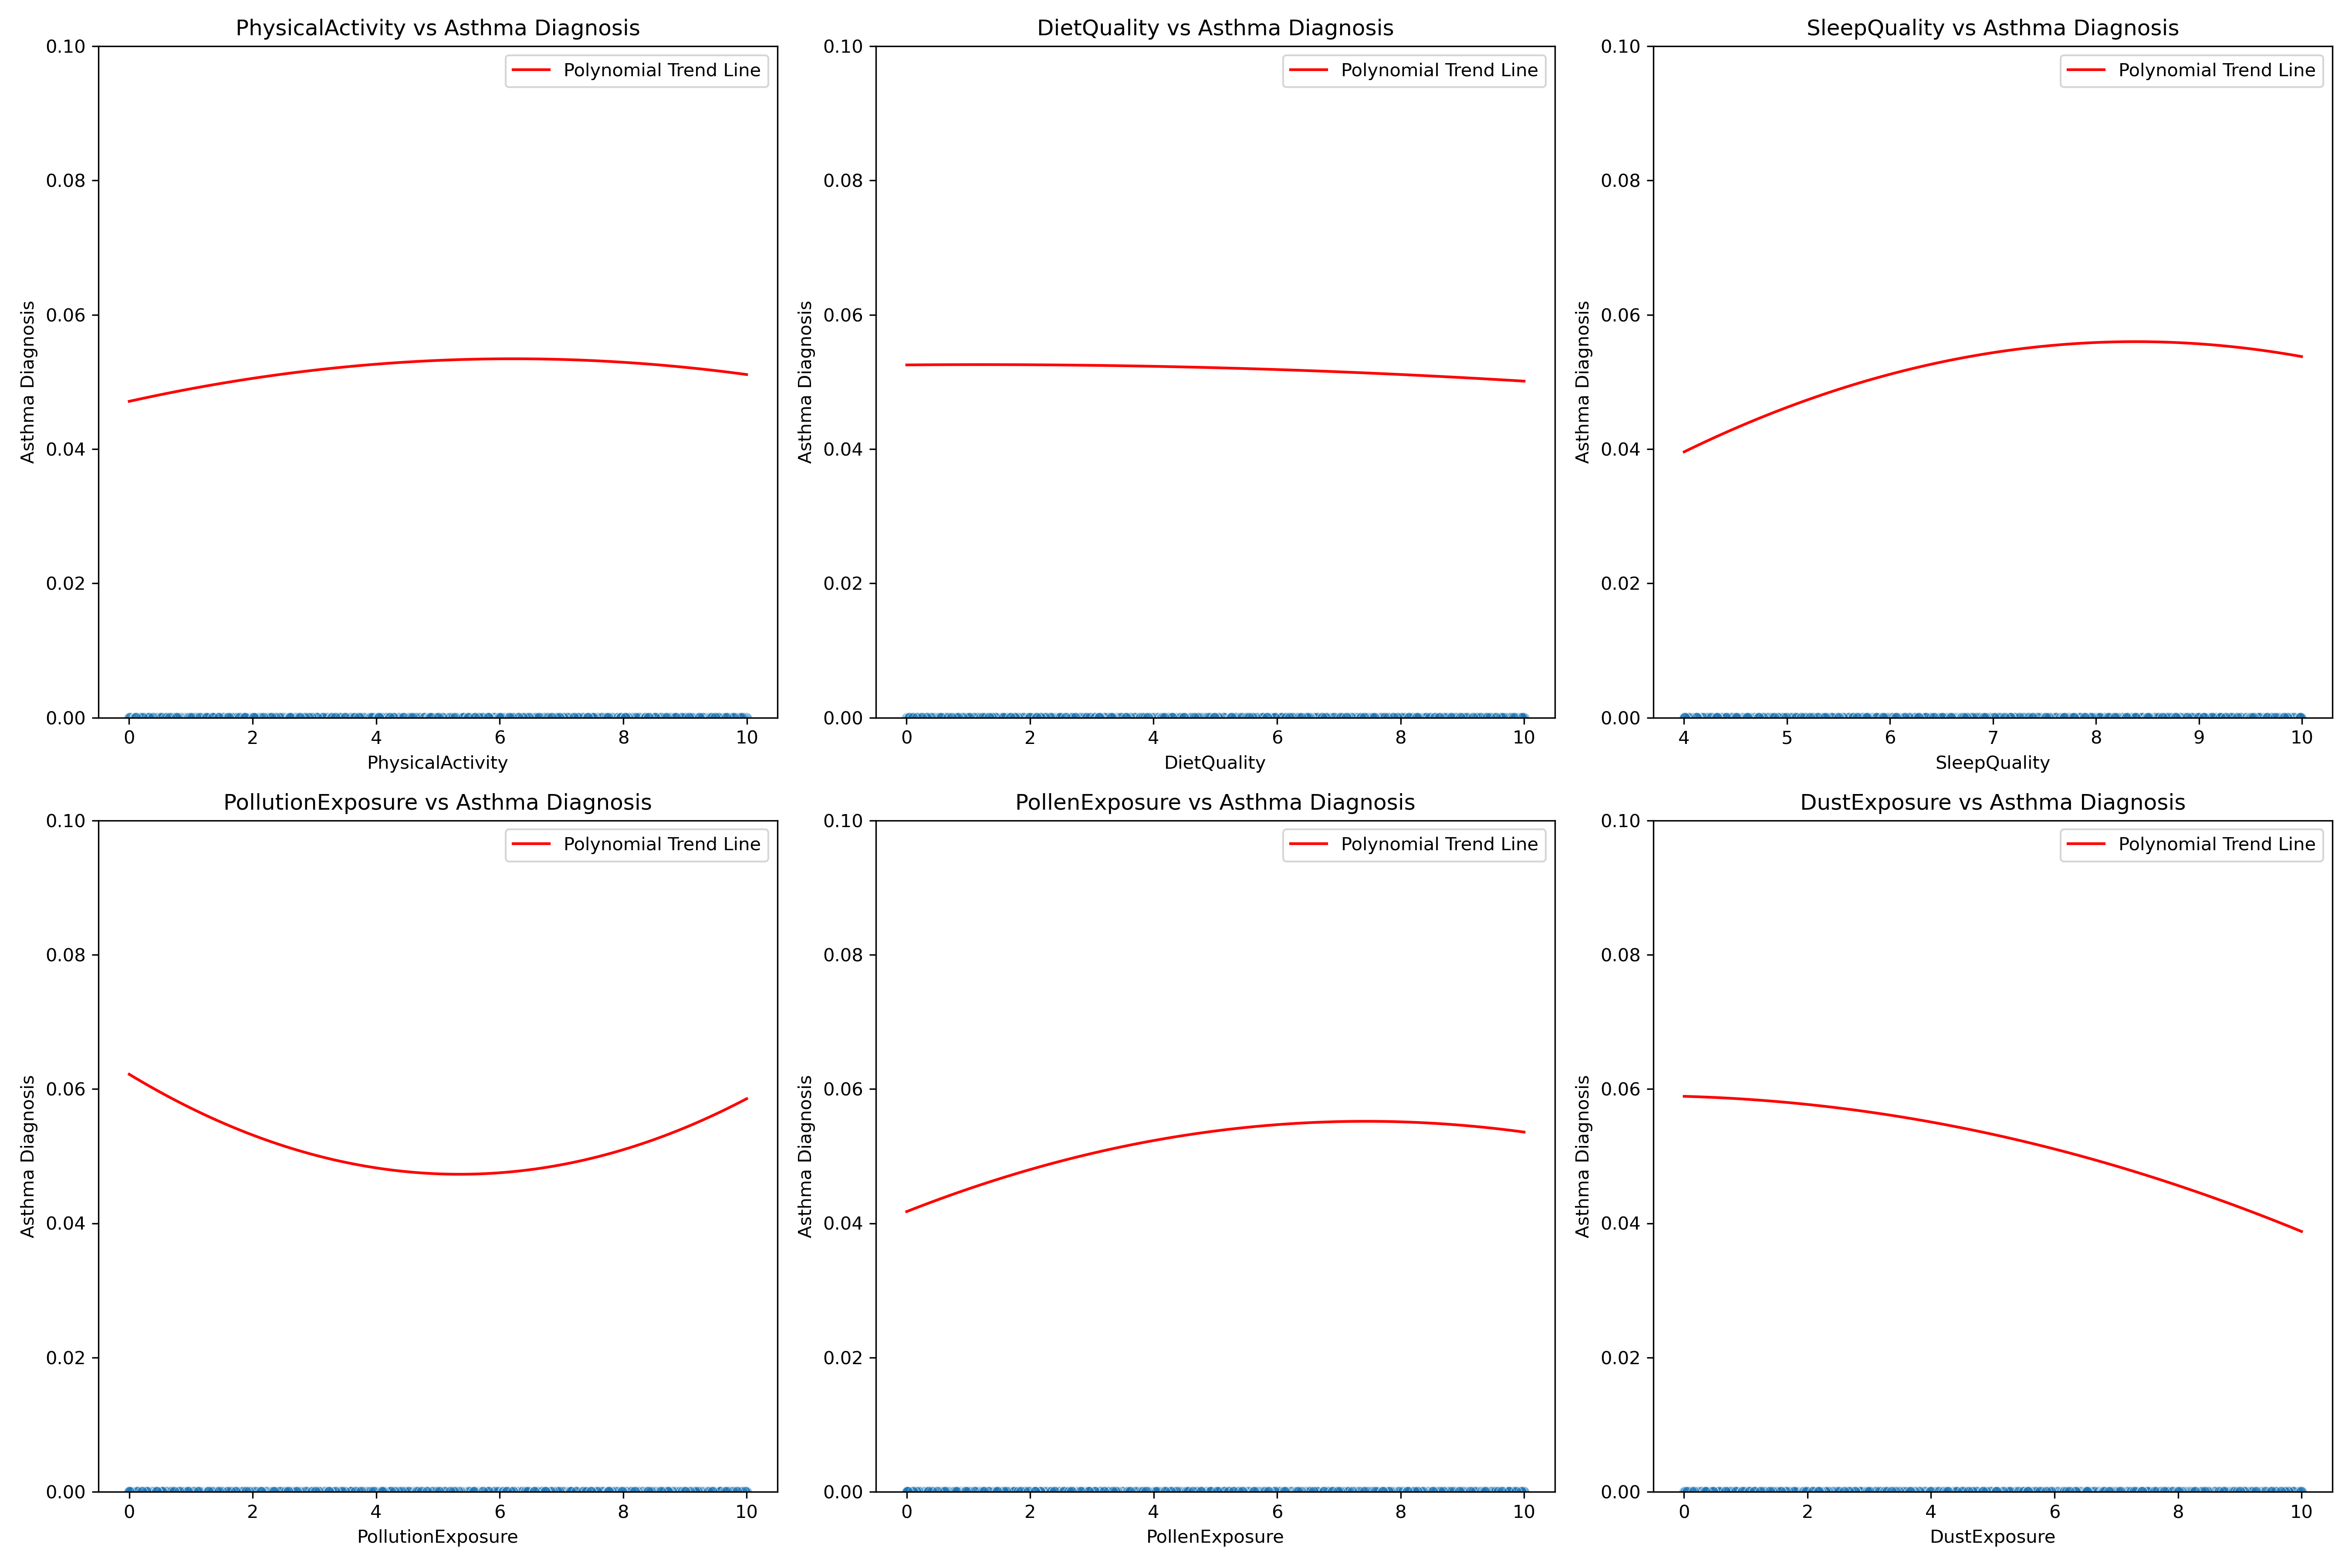 PhysicalActivity vs Asthma Diagnosis
Polynomial Trend Line
Asthma Diagnosis
0.10
0.08
0.06
0.04
0.02
0.00
0 2 4 6 8 10
PhysicalActivity
DietQuality vs Asthma Diagnosis
Polynomial Trend Line
Asthma Diagnosis
0.10
0.08
0.06
0.04
0.02
0.00
0 2 4 6 8 10
DietQuality
SleepQuality vs Asthma Diagnosis
Polynomial Trend Line
Asthma Diagnosis
0.10
0.08
0.06
0.04
0.02
0.00
4 5 6 7 8 9 10
SleepQuality
PollutionExposure vs Asthma Diagnosis
Polynomial Trend Line
Asthma Diagnosis
0.10
0.08
0.06
0.04
0.02
0.00
0 2 4 6 8 10
PollutionExposure
PollenExposure vs Asthma Diagnosis
Polynomial Trend Line
Asthma Diagnosis
0.10
0.08
0.06
0.04
0.02
0.00
0 2 4 6 8 10
PollenExposure
DustExposure vs Asthma Diagnosis
Polynomial Trend Line
Asthma Diagnosis
0.10
0.08
0.06
0.04
0.02
0.00
0 2 4 6 8 10
DustExposure